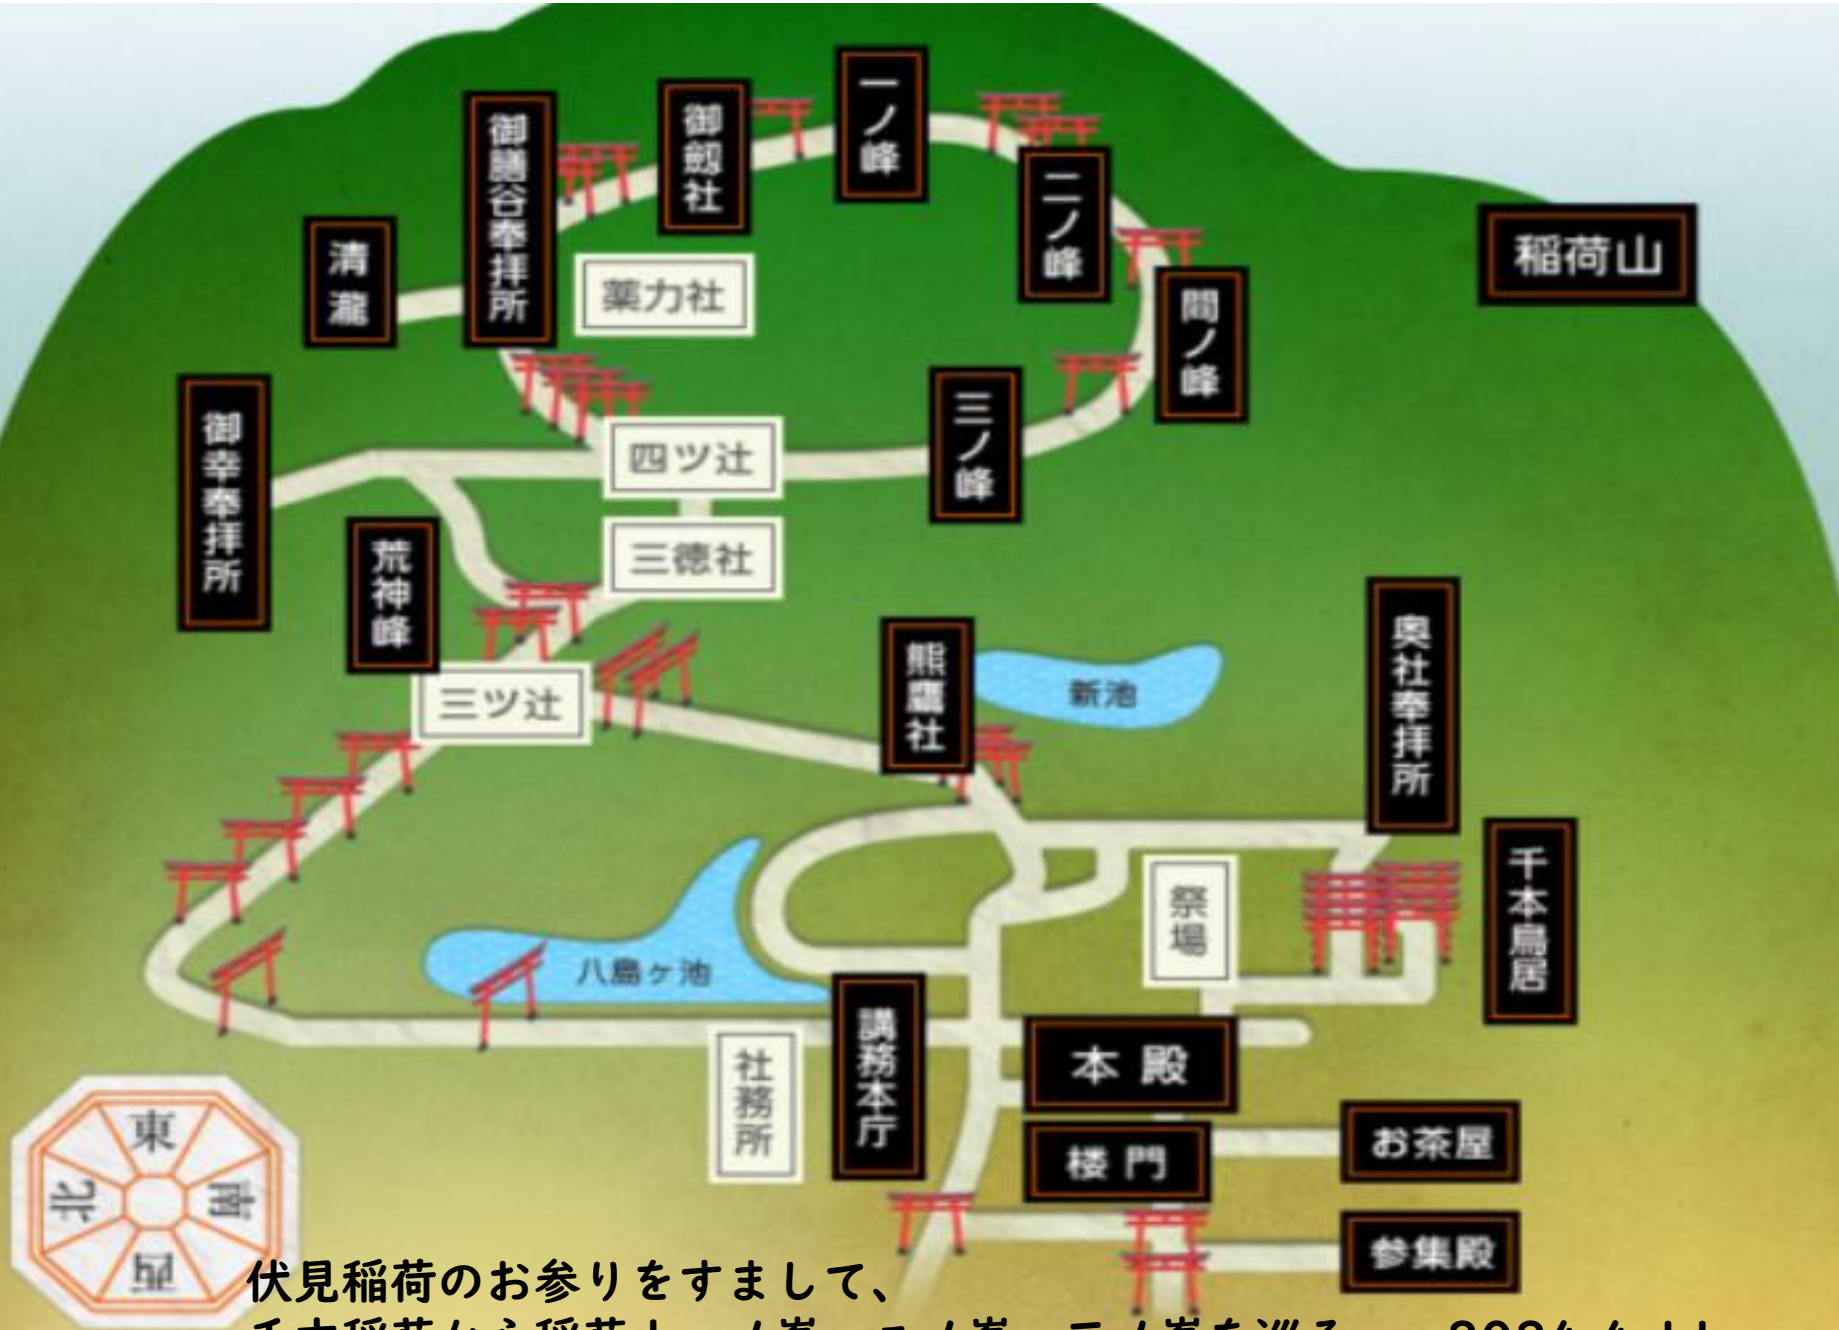 一ノ峰
御劔社
御膳谷奉拝所
二ノ峰
稲荷山
清瀧
薬力社
間ノ峰
御幸奉拝所
三ノ峰
四ツ辻
三徳社
荒神峰
奥社奉拝所
熊鷹社
新池
三ツ辻
千本鳥居
祭場
八島ヶ池
講務本庁
本殿
社務所
楼門
お茶屋
参集殿
東
北
南
西
伏見稲荷のお参りをすまして、